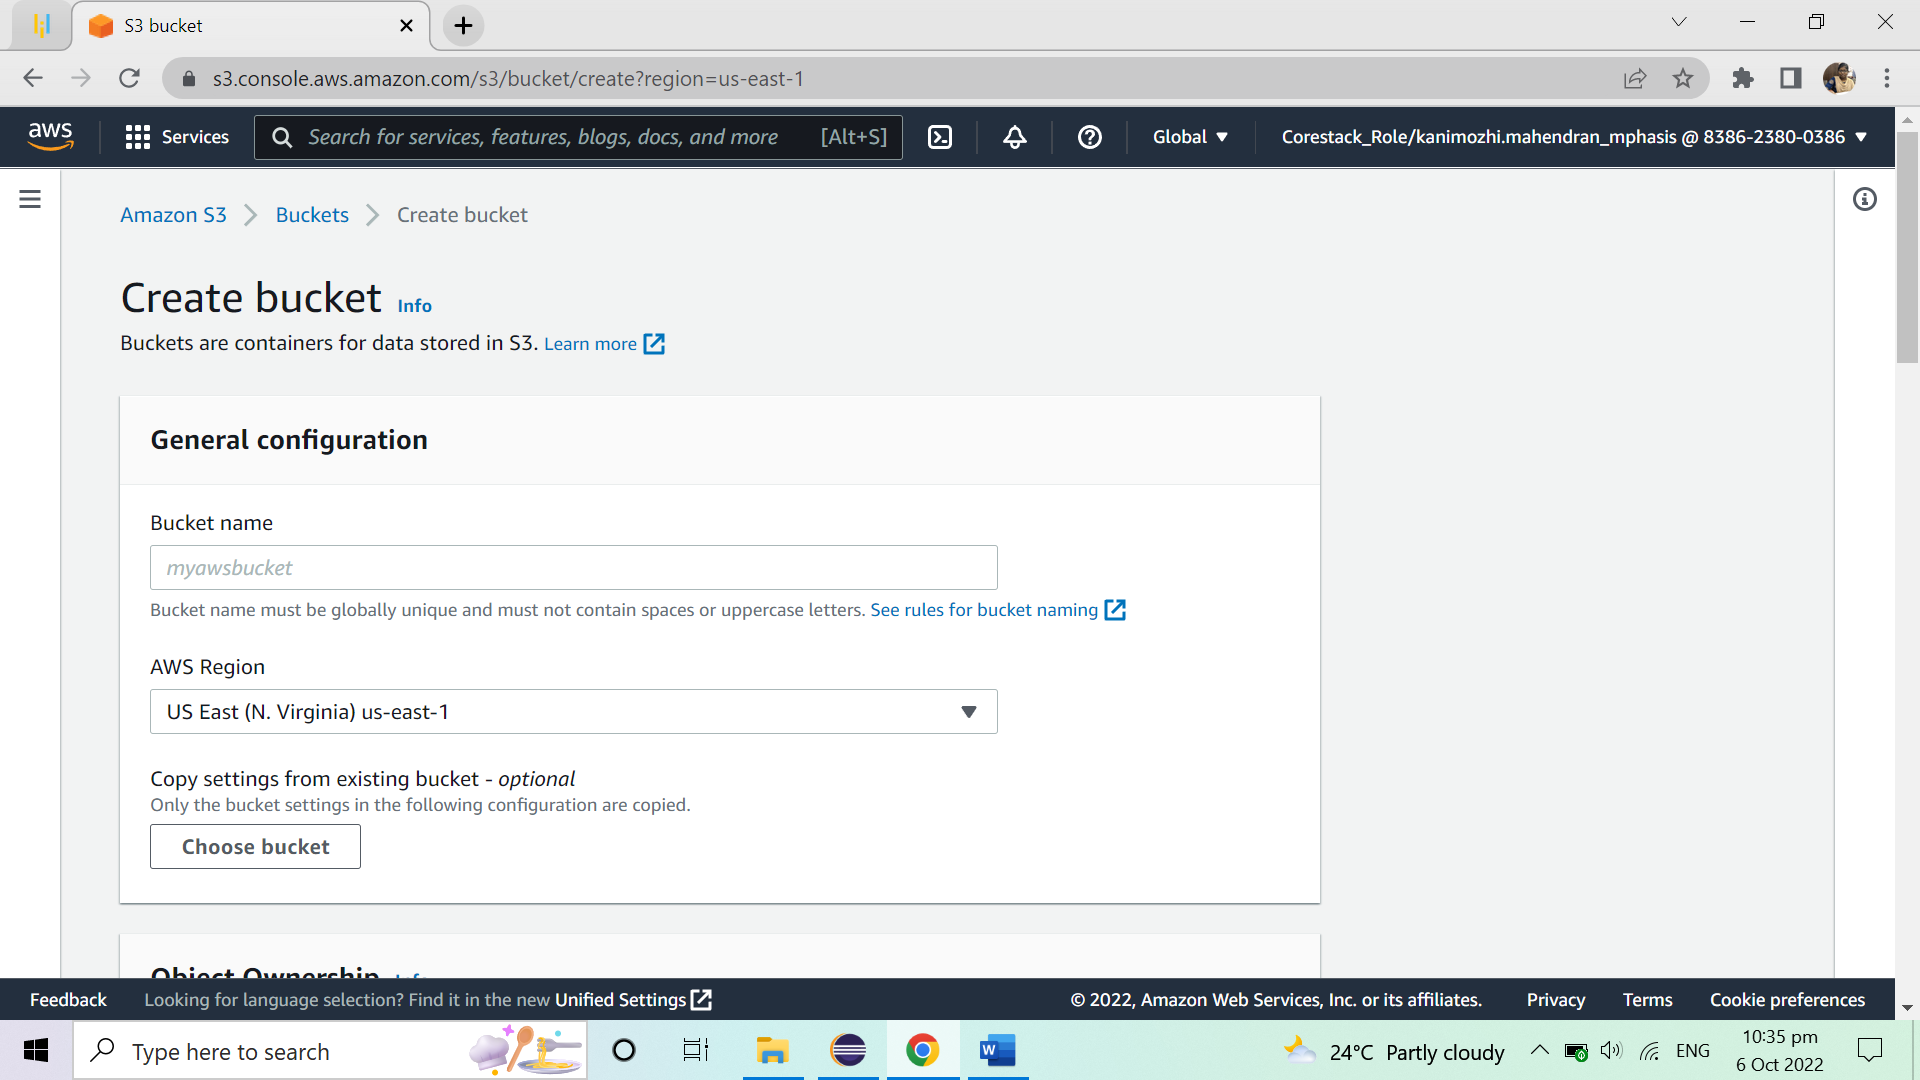 S3 bucket
s3.console.aws.amazon.com/s3/bucket/create?region=us-east-1
aws
Services
Search for services, features, blogs, docs, and more [Alt+S]
Global
Corestack_Role/kanimozhi.mahendran_mphasis @ 8386-2380-0386
Amazon S3
Buckets
Create bucket
Create bucket Info
Buckets are containers for data stored in S3. Learn more
General configuration
Bucket name
myawsbucket
Bucket name must be globally unique and must not contain spaces or uppercase letters. See rules for bucket naming
AWS Region
US East (N. Virginia) us-east-1
Copy settings from existing bucket - optional
Only the bucket settings in the following configuration are copied.
Choose bucket
Object Ownership Info
Feedback
Looking for language selection? Find it in the new Unified Settings
© 2022, Amazon Web Services, Inc. or its affiliates.
Privacy
Terms
Cookie preferences
Type here to search
W
24°C Partly cloudy
ENG
10:35 pm
6 Oct 2022